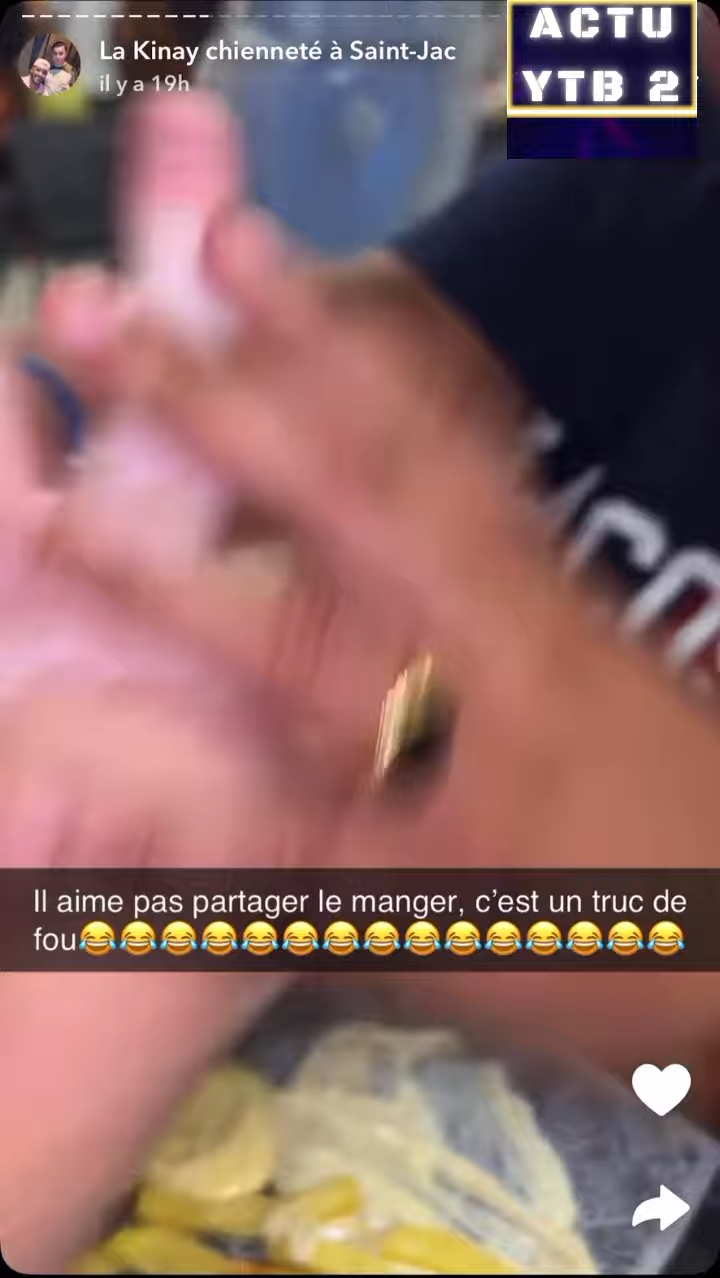 La Kinay chienneté à Saint-Jac
il y a 19h
ACTU
YTB 2
Il aime pas partager le manger, c’est un truc de
fou😂😂😂😂😂😂😂😂😂😂😂😂😂😂😂